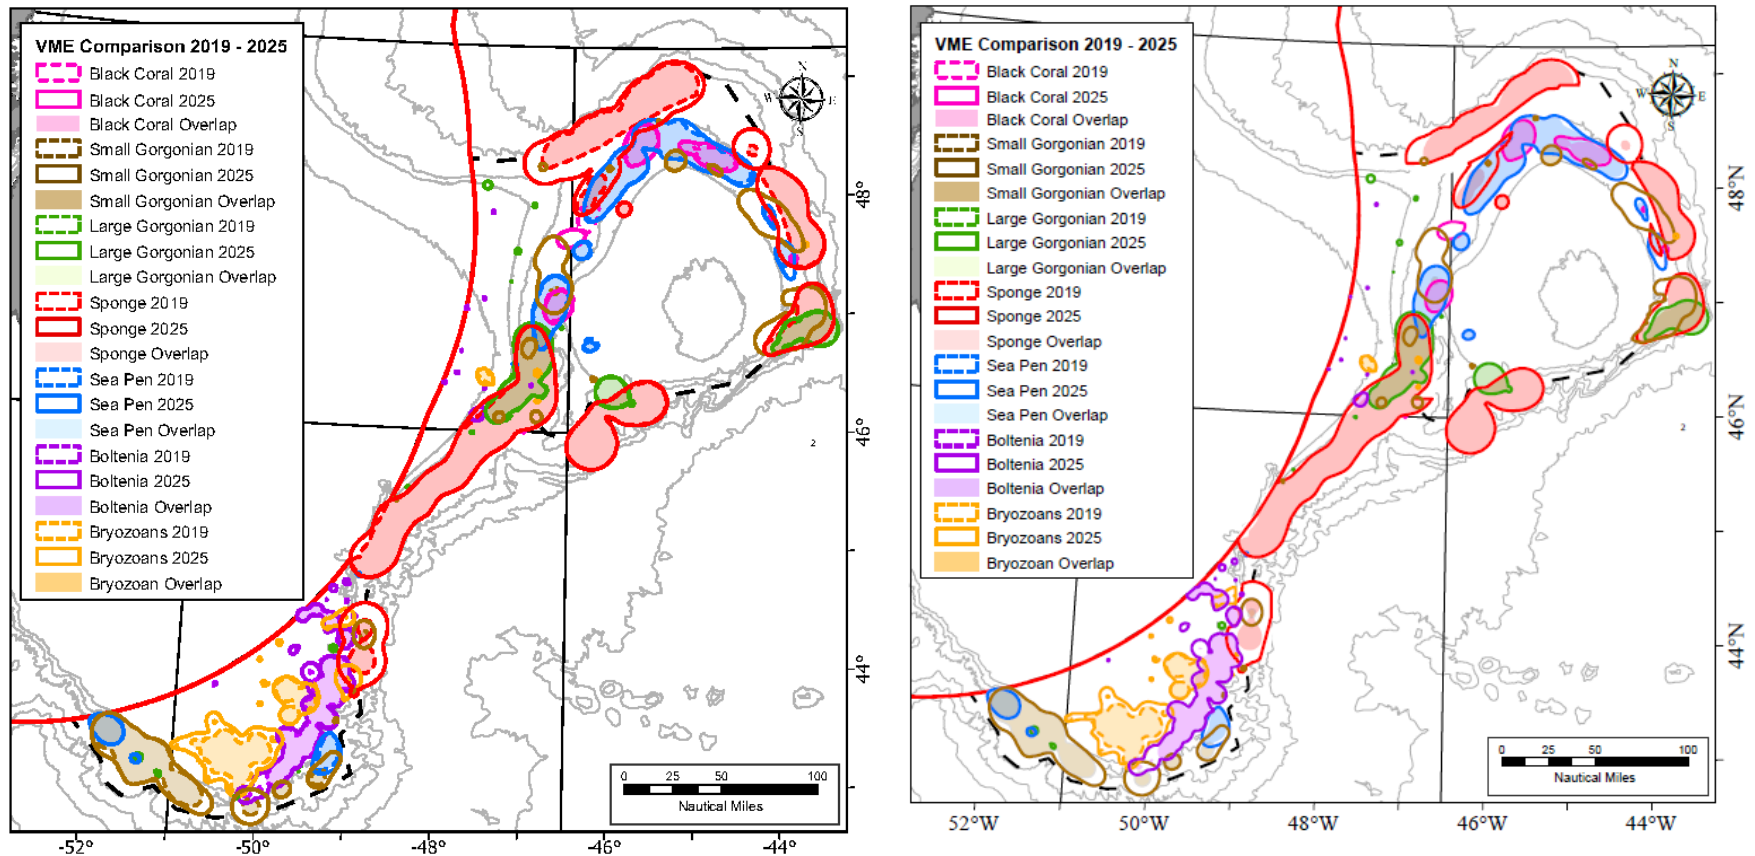 VME Comparison 2019 - 2025
Black Coral 2019
Black Coral 2025
Black Coral Overlap
Small Gorgonian 2019
Small Gorgonian 2025
Small Gorgonian Overlap
Large Gorgonian 2019
Large Gorgonian 2025
Large Gorgonian Overlap
Sponge 2019
Sponge 2025
Sponge Overlap
Sea Pen 2019
Sea Pen 2025
Sea Pen Overlap
Boltenia 2019
Boltenia 2025
Boltenia Overlap
Bryozoans 2019
Bryozoans 2025
Bryozoan Overlap
N
W
E
S
48°
46°
44°
2
0 25 50 100
Nautical Miles
-52° -50° -48° -46° -44°
VME Comparison 2019 - 2025
Black Coral 2019
Black Coral 2025
Black Coral Overlap
Small Gorgonian 2019
Small Gorgonian 2025
Small Gorgonian Overlap
Large Gorgonian 2019
Large Gorgonian 2025
Large Gorgonian Overlap
Sponge 2019
Sponge 2025
Sponge Overlap
Sea Pen 2019
Sea Pen 2025
Sea Pen Overlap
Boltenia 2019
Boltenia 2025
Boltenia Overlap
Bryozoans 2019
Bryozoans 2025
Bryozoan Overlap
N
W
E
S
48°N
46°N
44°N
2
0 25 50 100
Nautical Miles
52°W 50°W 48°W 46°W 44°W